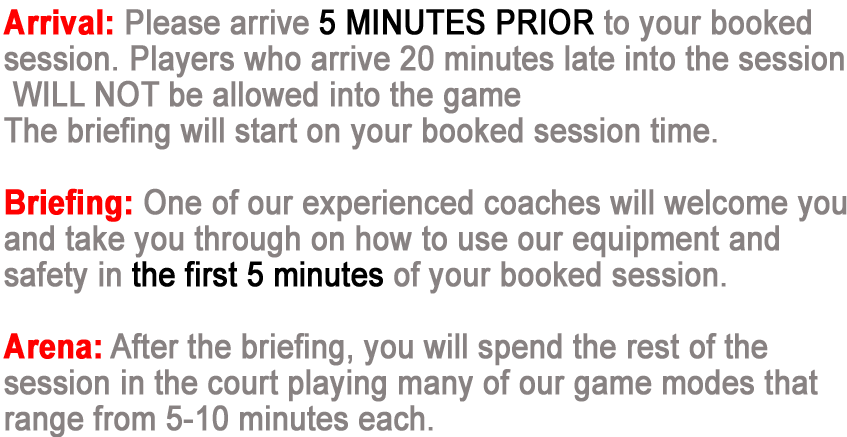 Arrival: Please arrive 5 MINUTES PRIOR to your booked
session. Players who arrive 20 minutes late into the session
WILL NOT be allowed into the game
The briefing will start on your booked session time.
Briefing: One of our experienced coaches will welcome you
and take you through on how to use our equipment and
safety in the first 5 minutes of your booked session.
Arena: After the briefing, you will spend the rest of the
session in the court playing many of our game modes that
range from 5-10 minutes each.